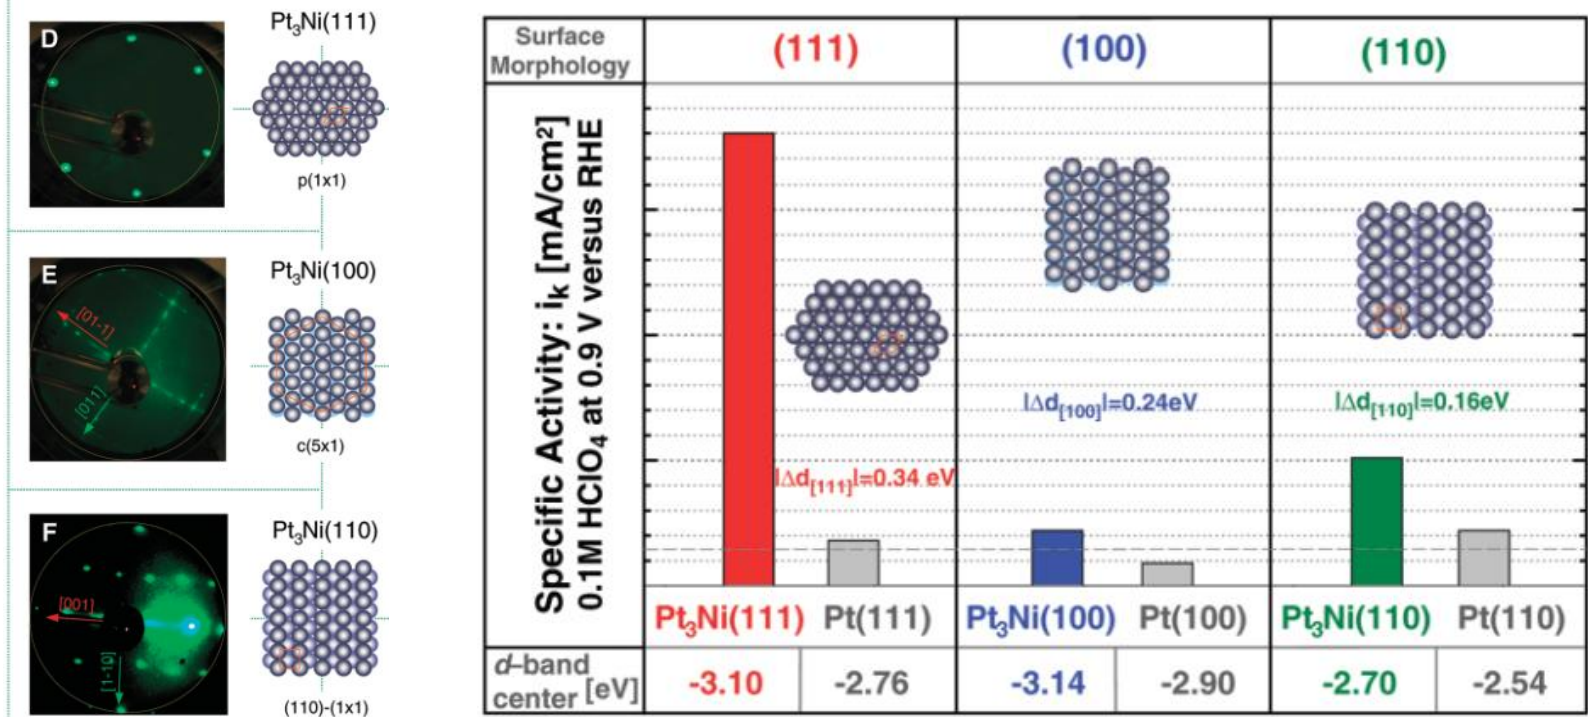 D
Pt3Ni(111)
p(1x1)
E
[01-1]
[011]
Pt3Ni(100)
c(5x1)
F
[001]
[1-10]
Pt3Ni(110)
(110)-(1x1)
Surface
Morphology
(111)
(100)
(110)
Specific Activity: ik [mA/cm2]
0.1M HClO4 at 0.9 V versus RHE
|Δd[111]|=0.34 eV
|Δd[100]|=0.24eV
|Δd[110]|=0.16eV
Pt3Ni(111) Pt(111) Pt3Ni(100) Pt(100) Pt3Ni(110) Pt(110)
d–band
center [eV]
-3.10 -2.76 -3.14 -2.90 -2.70 -2.54